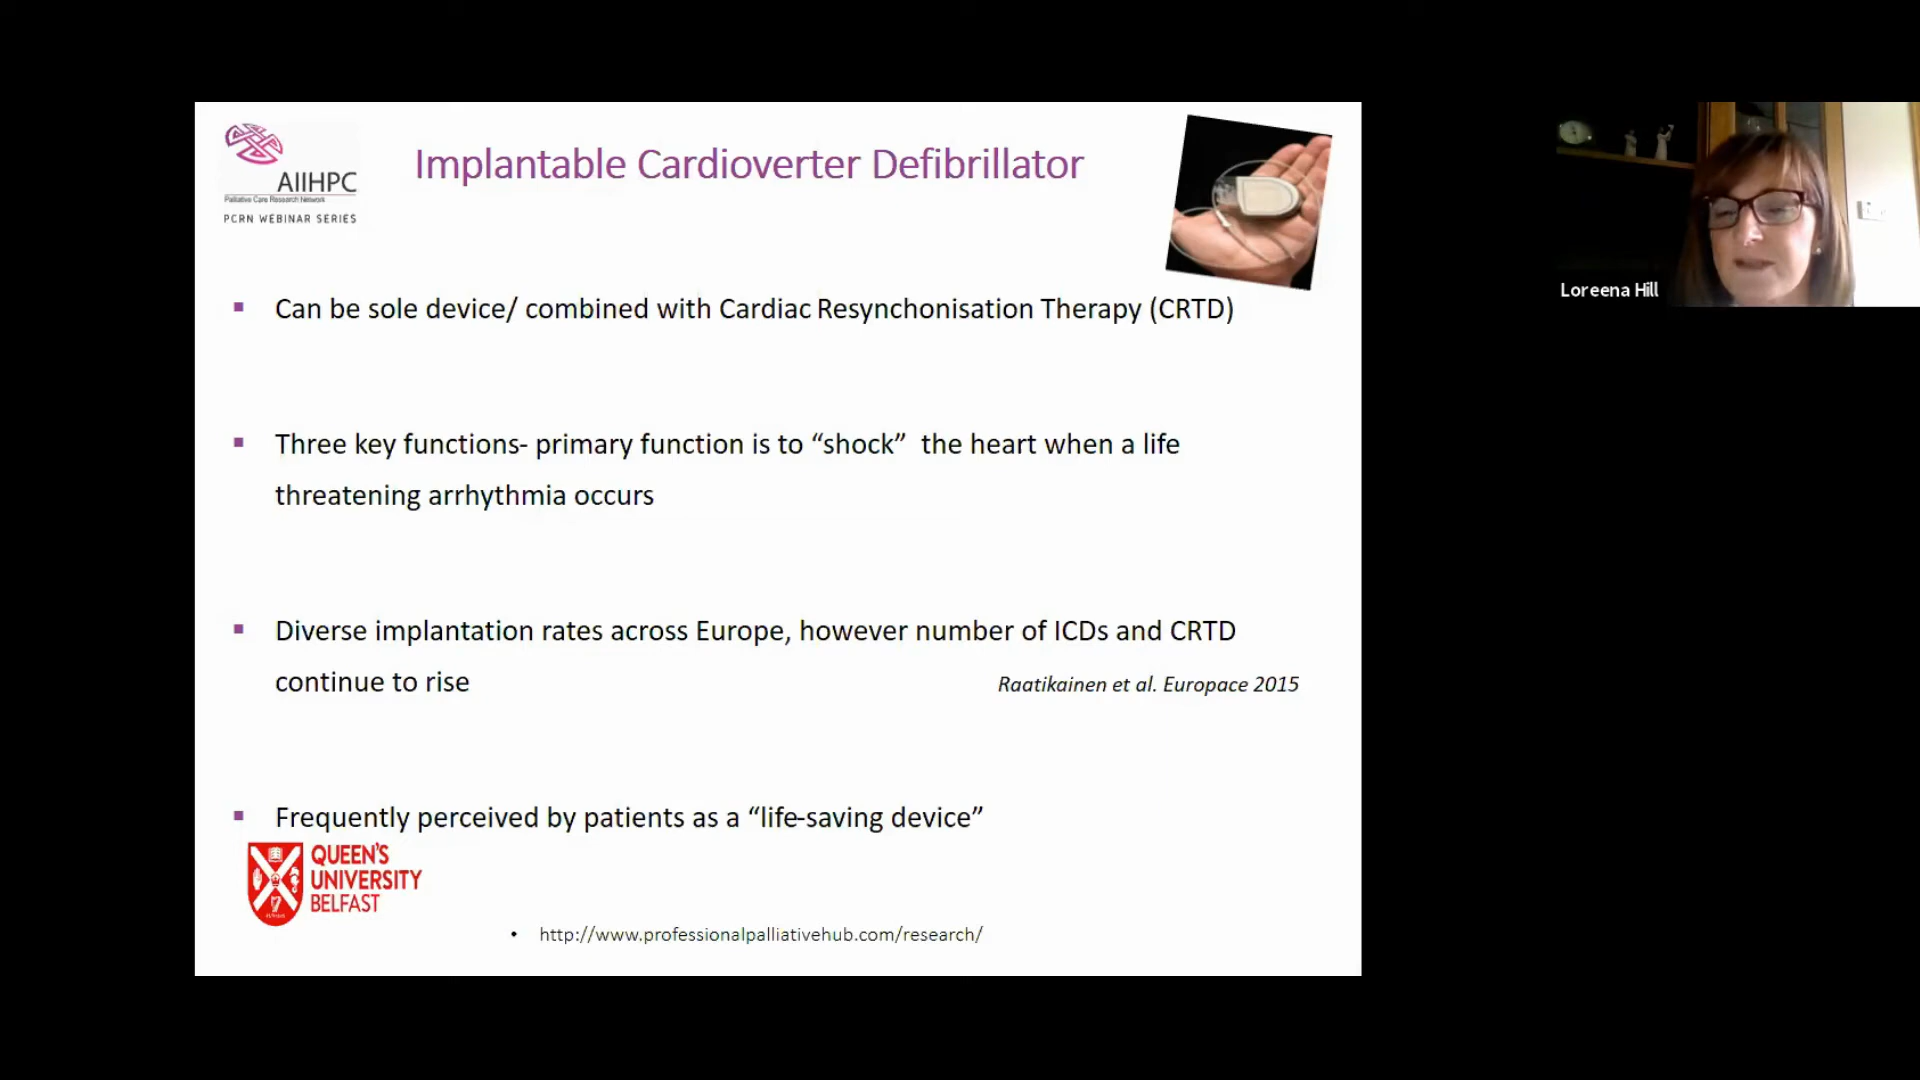 AIIHPC
Palliative Care Research Network
PCRN WEBINAR SERIES
Implantable Cardioverter Defibrillator
▪ Can be sole device/ combined with Cardiac Resynchonisation Therapy (CRTD)
▪ Three key functions- primary function is to “shock” the heart when a life
threatening arrhythmia occurs
▪ Diverse implantation rates across Europe, however number of ICDs and CRTD
continue to rise
Raatikainen et al. Europace 2015
▪ Frequently perceived by patients as a “life-saving device”
QUEEN'S
UNIVERSITY
BELFAST
• http://www.professionalpalliativehub.com/research/
Loreena Hill